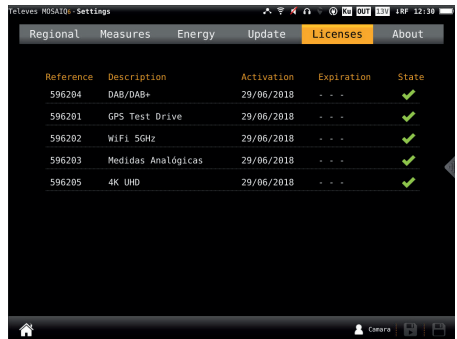 Televes MOSAIQ6-Settings Ku OUT 13V ↓RF 12:30
Regional Measures Energy Update Licenses About
Reference Description Activation Expiration State
596204 DAB/DAB+ 29/06/2018 - - -
596201 GPS Test Drive 29/06/2018 - - -
596202 WiFi 5GHz 29/06/2018 - - -
596203 Medidas Analógicas 29/06/2018 - - -
596205 4K UHD 29/06/2018 - - -
Camara